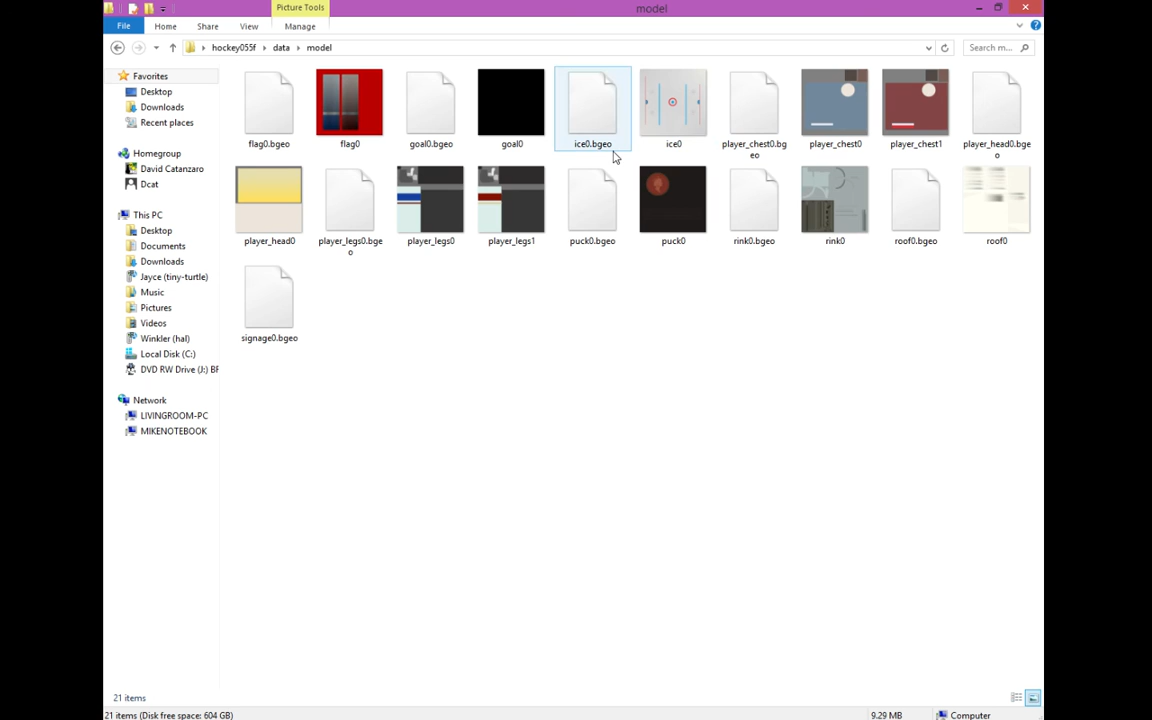 Picture Tools
model
File
Home
Share
View
Manage
hockey055f
data
model
Search m...
Favorites
Desktop
Downloads
Recent places
Homegroup
David Catanzaro
Dcat
This PC
Desktop
Documents
Downloads
Jayce (tiny-turtle)
Music
Pictures
Videos
Winkler (hal)
Local Disk (C:)
DVD RW Drive (J:) BF
Network
LIVINGROOM-PC
MIKENOTEBOOK
flag0.bgeo
flag0
goal0.bgeo
goal0
ice0.bgeo
ice0
player_chest0.bg
eo
player_chest0
player_chest1
player_head0.bge
o
player_head0
player_legs0.bge
o
player_legs0
player_legs1
puck0.bgeo
puck0
rink0.bgeo
rink0
roof0.bgeo
roof0
signage0.bgeo
21 items
21 items (Disk free space: 604 GB)
9.29 MB
Computer